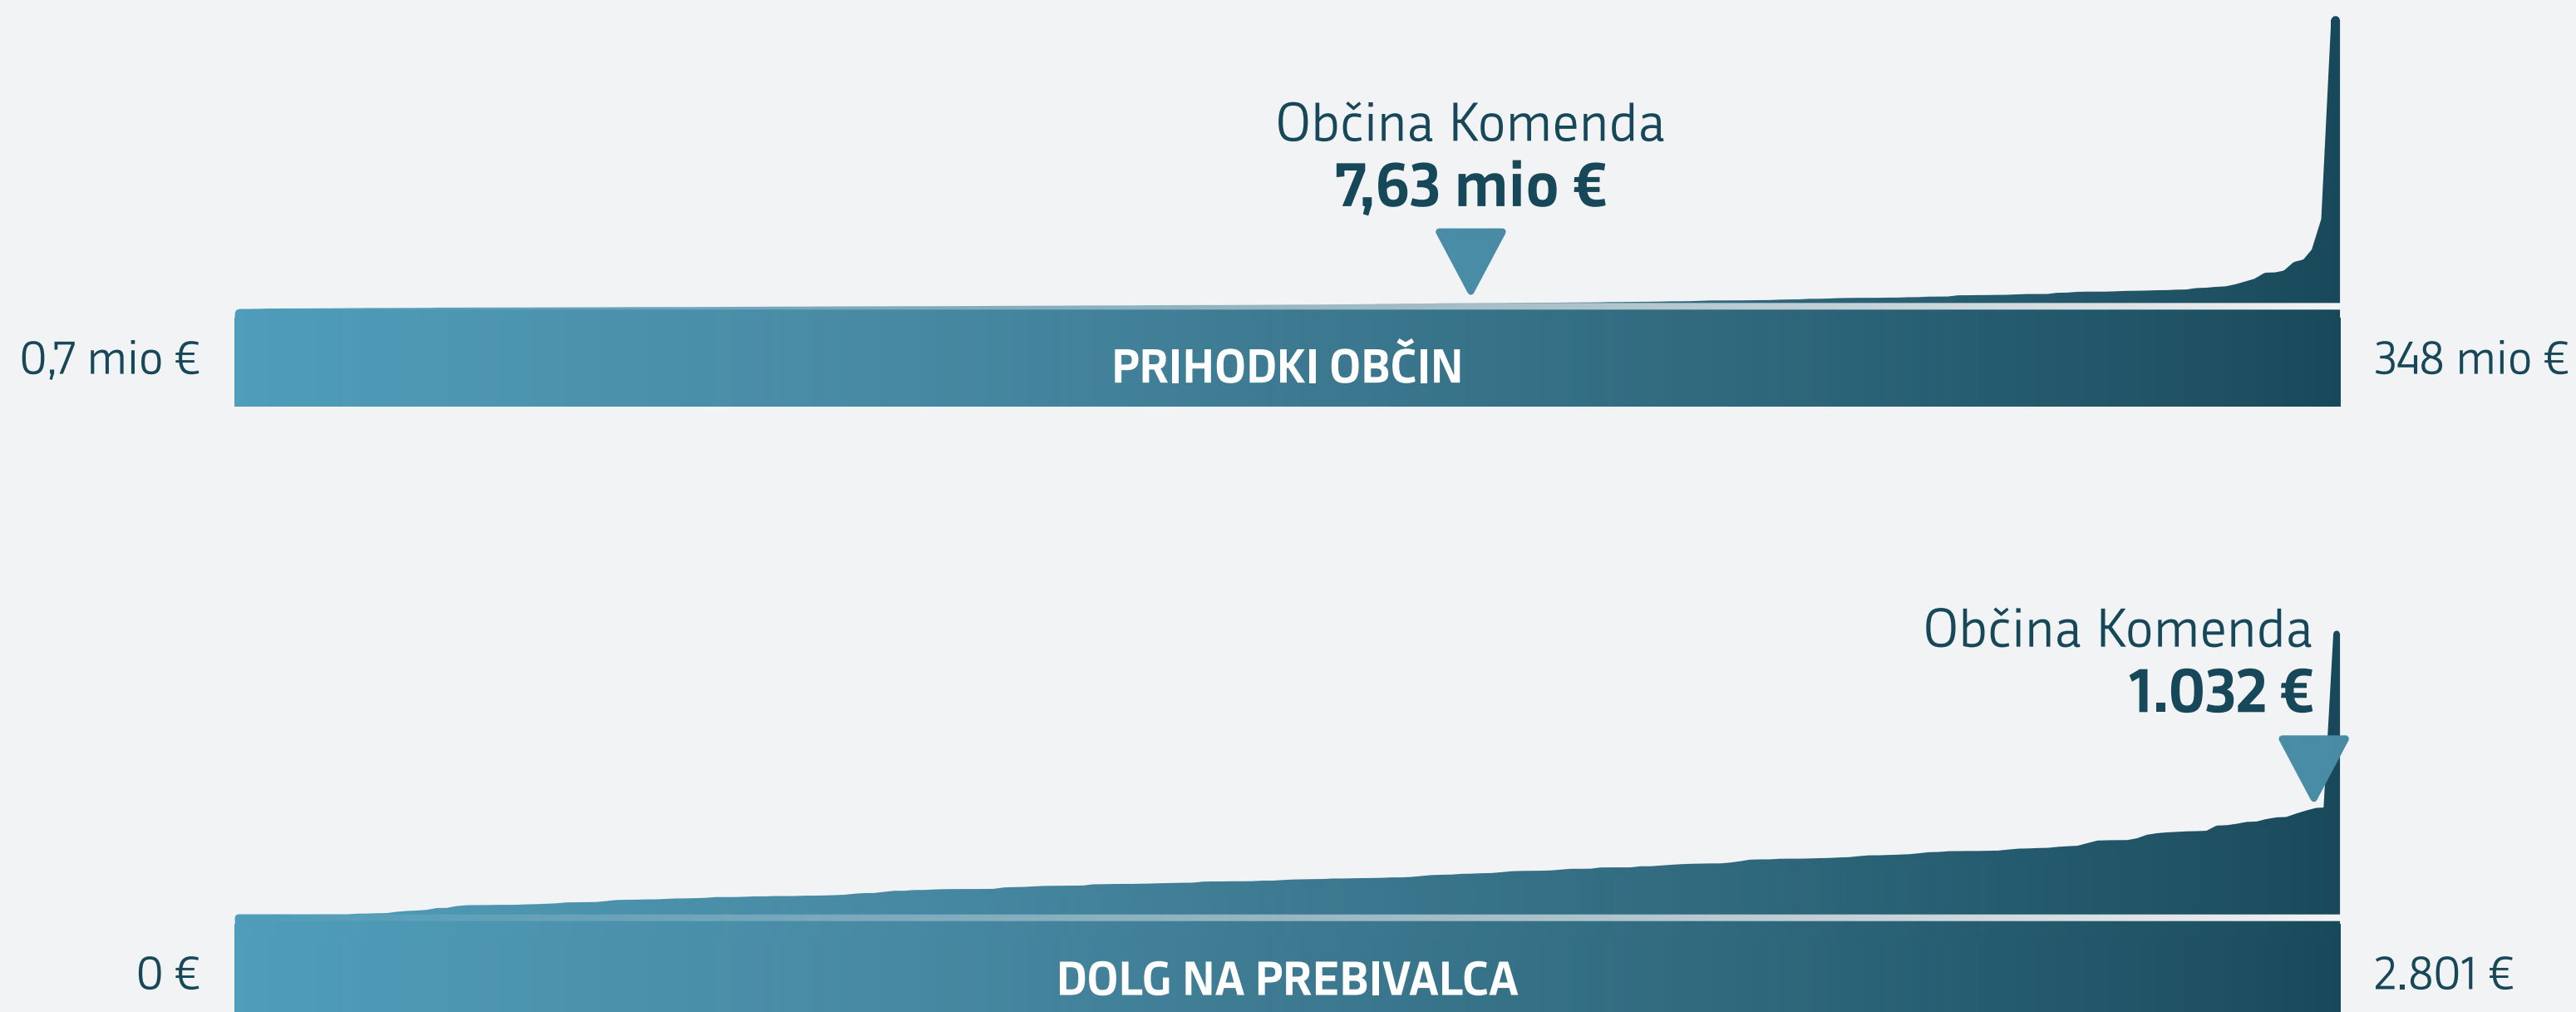 Občina Komenda
7,63 mio €
0,7 mio €
PRIHODKI OBČIN
348 mio €
Občina Komenda
1.032 €
0 €
DOLG NA PREBIVALCA
2.801 €